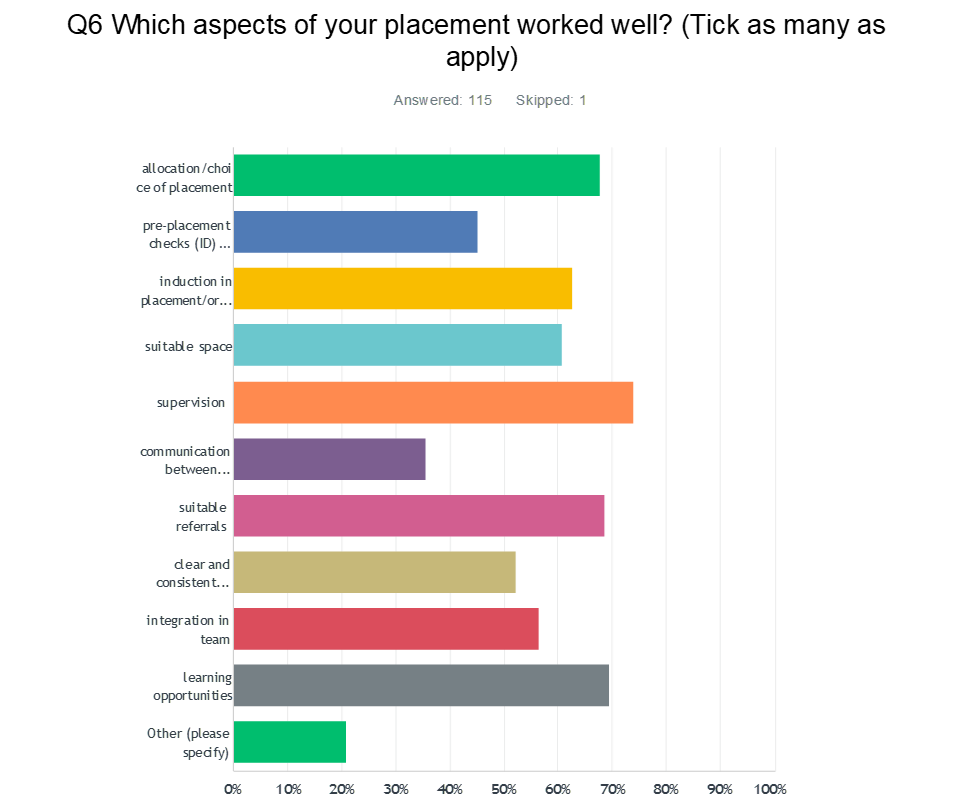 Q6 Which aspects of your placement worked well? (Tick as many as
apply)
Answered: 115 Skipped: 1
allocation/choi
ce of placement
pre-placement
checks (ID) ...
induction in
placement/or...
suitable space
supervision
communication
between...
suitable
referrals
clear and
consistent...
integration in
team
learning
opportunities
Other (please
specify)
0% 10% 20% 30% 40% 50% 60% 70% 80% 90% 100%